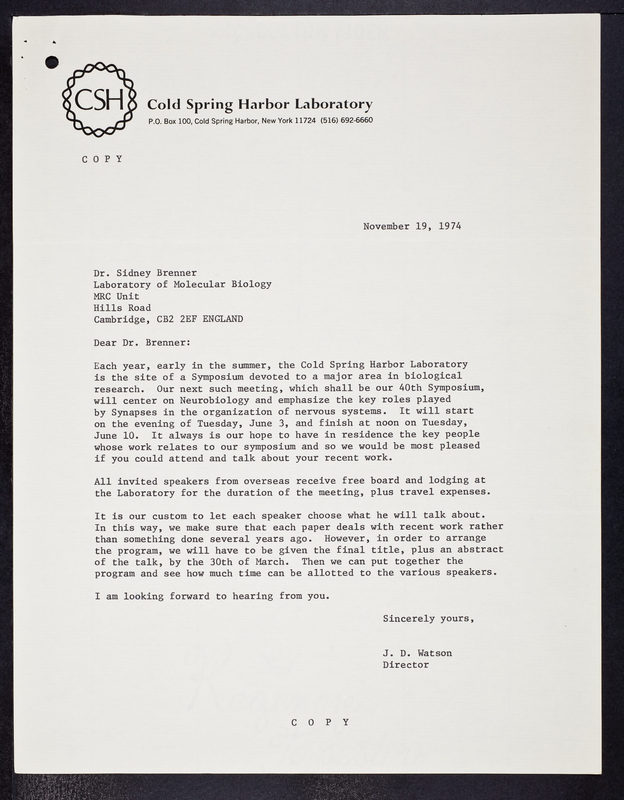 CSH
Cold Spring Harbor Laboratory
P.O. Box 100, Cold Spring Harbor, New York 11724 (516) 692-6660
C O P Y
November 19, 1974
Dr. Sidney Brenner
Laboratory of Molecular Biology
MRC Unit
Hills Road
Cambridge, CB2 2EF ENGLAND
Dear Dr. Brenner:
Each year, early in the summer, the Cold Spring Harbor Laboratory
is the site of a Symposium devoted to a major area in biological
research. Our next such meeting, which shall be our 40th Symposium,
will center on Neurobiology and emphasize the key roles played
by Synapses in the organization of nervous systems. It will start
on the evening of Tuesday, June 3, and finish at noon on Tuesday,
June 10. It always is our hope to have in residence the key people
whose work relates to our symposium and so we would be most pleased
if you could attend and talk about your recent work.
All invited speakers from overseas receive free board and lodging at
the Laboratory for the duration of the meeting, plus travel expenses.
It is our custom to let each speaker choose what he will talk about.
In this way, we make sure that each paper deals with recent work rather
than something done several years ago. However, in order to arrange
the program, we will have to be given the final title, plus an abstract
of the talk, by the 30th of March. Then we can put together the
program and see how much time can be allotted to the various speakers.
I am looking forward to hearing from you.
Sincerely yours,
J. D. Watson
Director
C O P Y